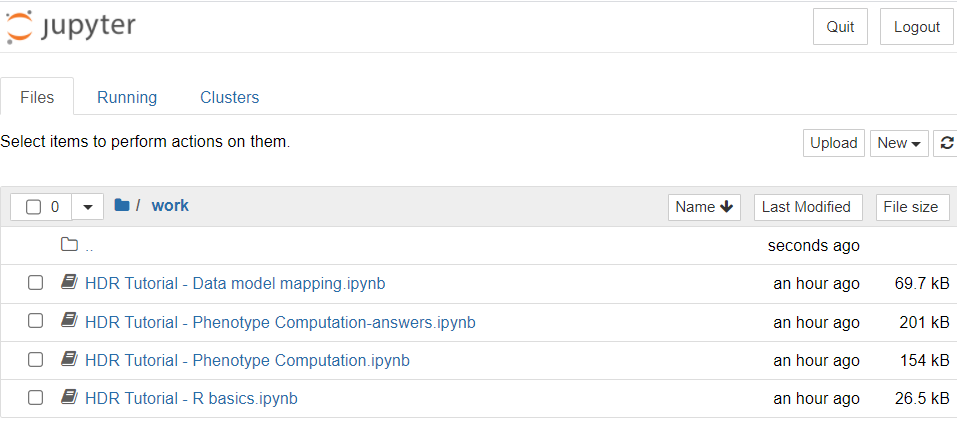 jupyter Quit Logout
Files Running Clusters
Select items to perform actions on them. Upload New
0 / work Name Last Modified File size
.. seconds ago
HDR Tutorial - Data model mapping.ipynb an hour ago 69.7 kB
HDR Tutorial - Phenotype Computation-answers.ipynb an hour ago 201 kB
HDR Tutorial - Phenotype Computation.ipynb an hour ago 154 kB
HDR Tutorial - R basics.ipynb an hour ago 26.5 kB